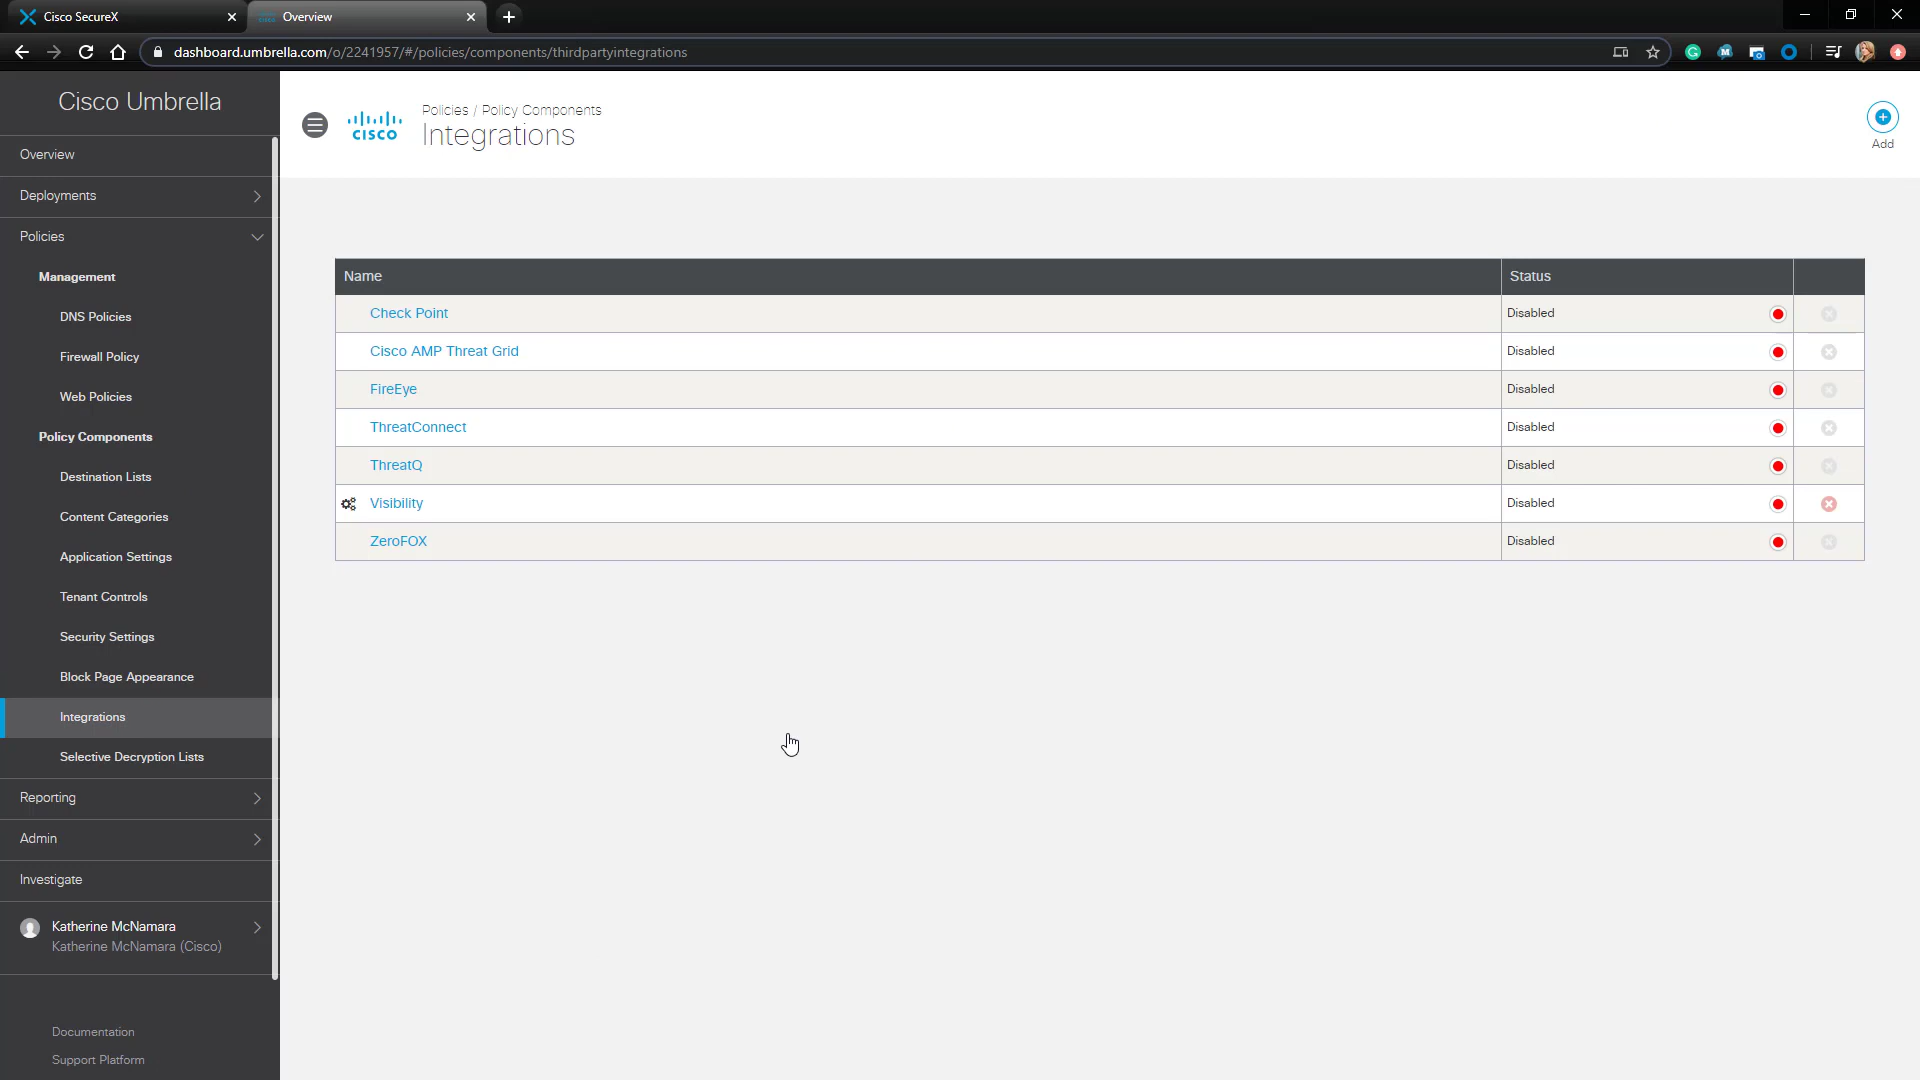 Cisco SecureX
Overview
dashboard.umbrella.com/o/2241957/#/policies/components/thirdpartyintegrations
Cisco Umbrella
Overview
Deployments
Policies
Management
DNS Policies
Firewall Policy
Web Policies
Policy Components
Destination Lists
Content Categories
Application Settings
Tenant Controls
Security Settings
Block Page Appearance
Integrations
Selective Decryption Lists
Reporting
Admin
Investigate
Katherine McNamara
Katherine McNamara (Cisco)
Documentation
Support Platform
CISCO
Policies / Policy Components
Integrations
Add
Name Status
Check Point Disabled
Cisco AMP Threat Grid Disabled
FireEye Disabled
ThreatConnect Disabled
ThreatQ Disabled
Visibility Disabled
ZeroFOX Disabled